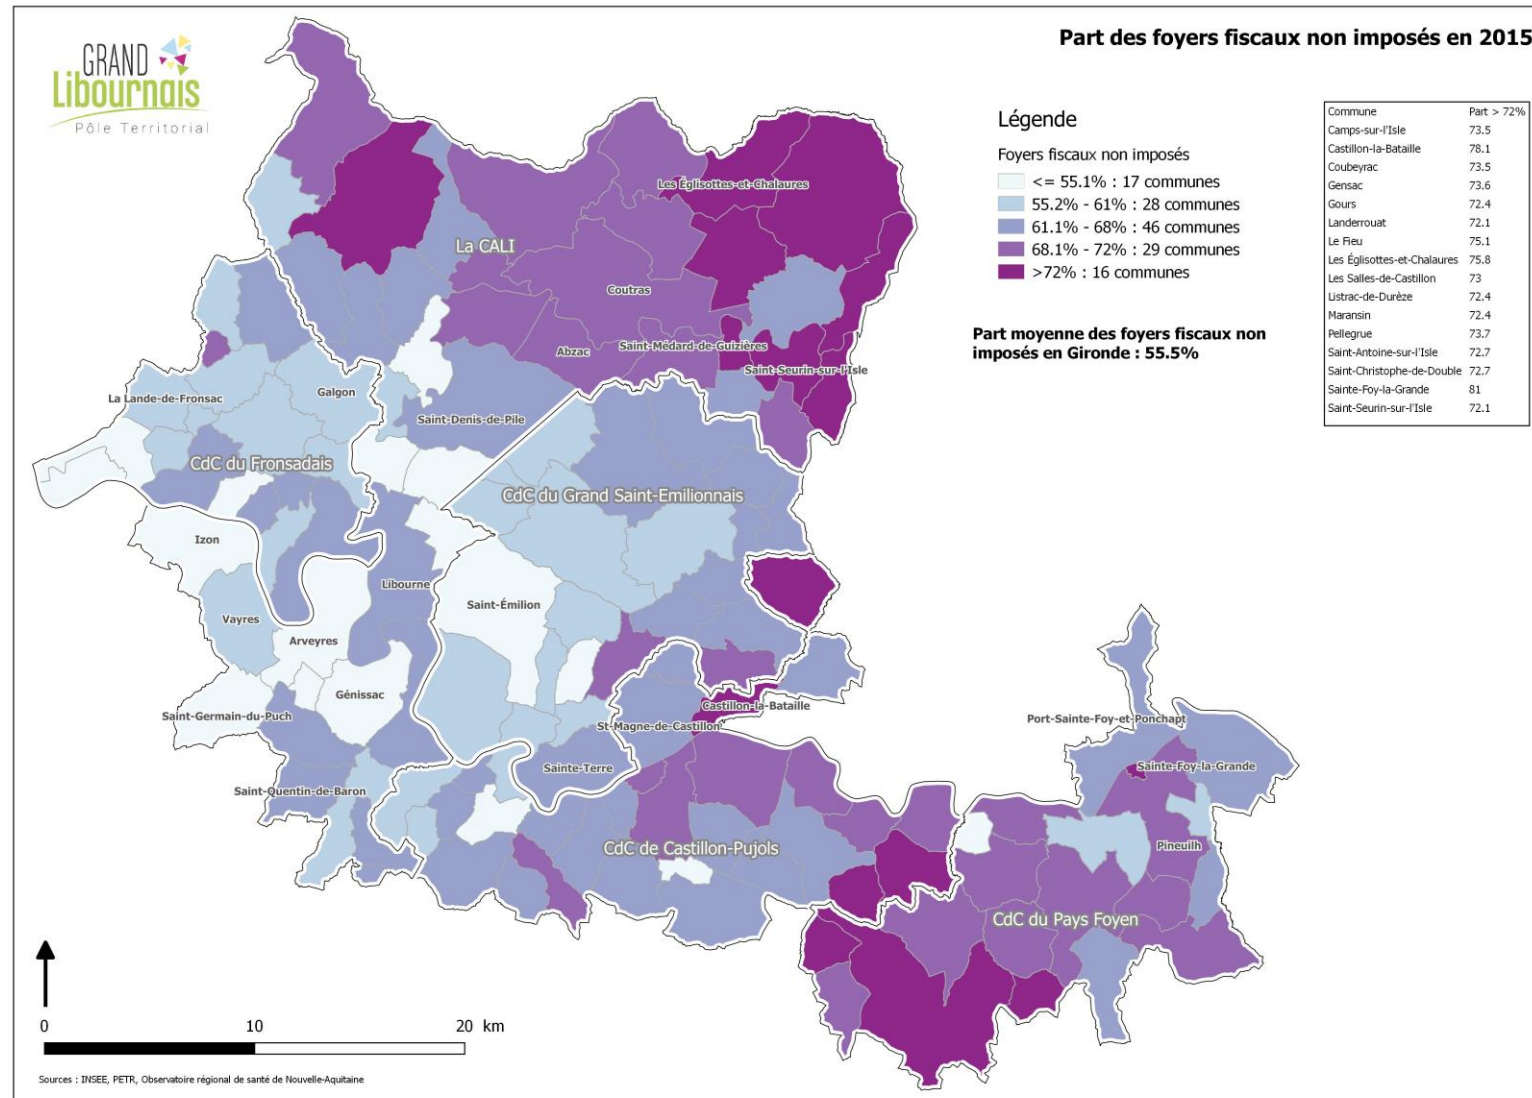 GRAND
Libournais
Pôle Territorial
Part des foyers fiscaux non imposés en 2015
Légende
Foyers fiscaux non imposés
<= 55.1% : 17 communes
55.2% - 61% : 28 communes
61.1% - 68% : 46 communes
68.1% - 72% : 29 communes
>72% : 16 communes
Part moyenne des foyers fiscaux non
imposés en Gironde : 55.5%
Commune Part > 72%
Camps-sur-l'Isle 73.5
Castillon-la-Bataille 78.1
Coubeyrac 73.5
Gensac 73.6
Gours 72.4
Landerrouat 72.1
Le Fieu 75.1
Les Églisottes-et-Chalaures 75.8
Les Salles-de-Castillon 73
Listrac-de-Durèze 72.4
Maransin 72.4
Pellegrue 73.7
Saint-Antoine-sur-l'Isle 72.7
Saint-Christophe-de-Double 72.7
Sainte-Foy-la-Grande 81
Saint-Seurin-sur-l'Isle 72.1
Les Églisottes-et-Chalaures
La CALI
Coutras
Saint-Médard-de-Guizières
Abzac
Saint-Seurin-sur-l'Isle
Galgon
La Lande-de-Fronsac
Saint-Denis-de-Pile
CdC du Fronsadais
CdC du Grand Saint-Emilionnais
Izon
Libourne
Saint-Émilion
Vayres
Arveyres
Génissac
Castillon-la-Bataille
Saint-Germain-du-Puch
St-Magne-de-Castillon
Port-Sainte-Foy-et-Ponchapt
Sainte-Foy-la-Grande
Sainte-Terre
Saint-Quentin-de-Baron
CdC de Castillon-Pujols
Pineuilh
CdC du Pays Foyen
0 10 20 km
Sources : INSEE, PETR, Observatoire régional de santé de Nouvelle-Aquitaine